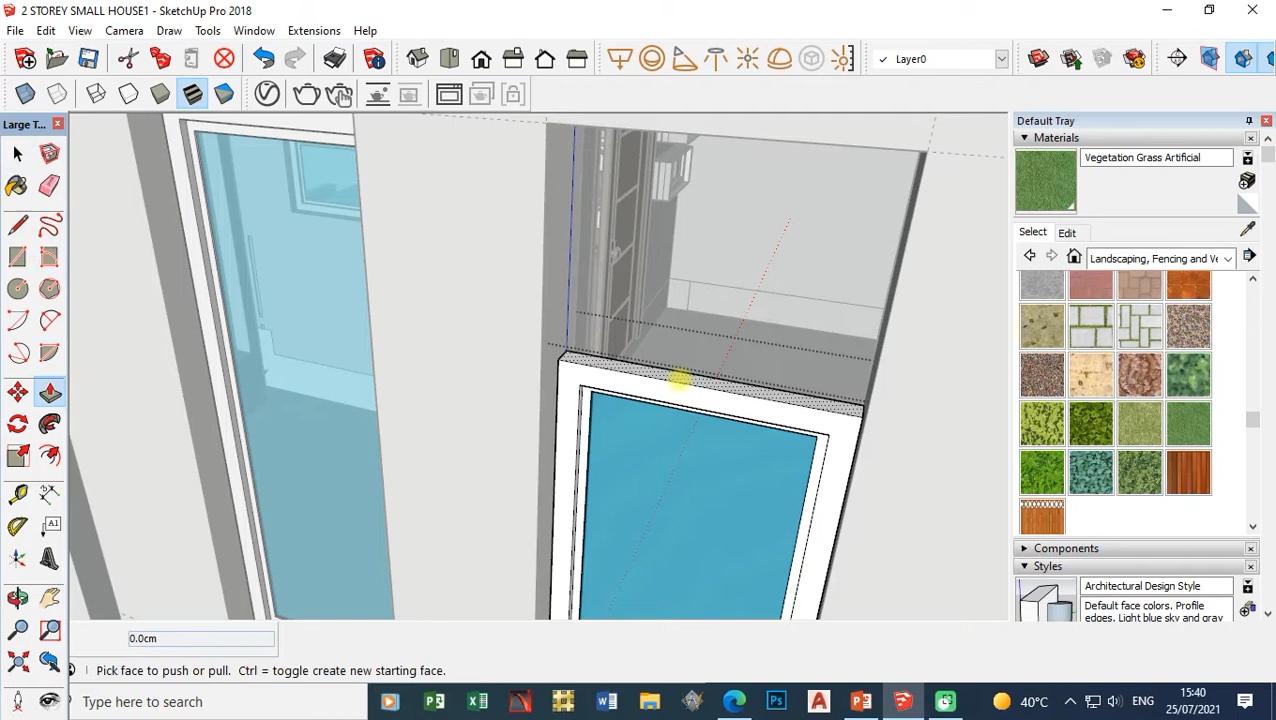 2 STOREY SMALL HOUSE1 - SketchUp Pro 2018
File Edit View Camera Draw Tools Window Extensions Help
Layer0
Large T...
Default Tray
Materials
Vegetation Grass Artificial
Select Edit
Landscaping, Fencing and Ve
A1
Components
Styles
Architectural Design Style
Default face colors. Profile
edges. Light blue sky and gray
0.0cm
Pick face to push or pull. Ctrl = toggle create new starting face.
Type here to search
40°C
ENG
15:40
25/07/2021